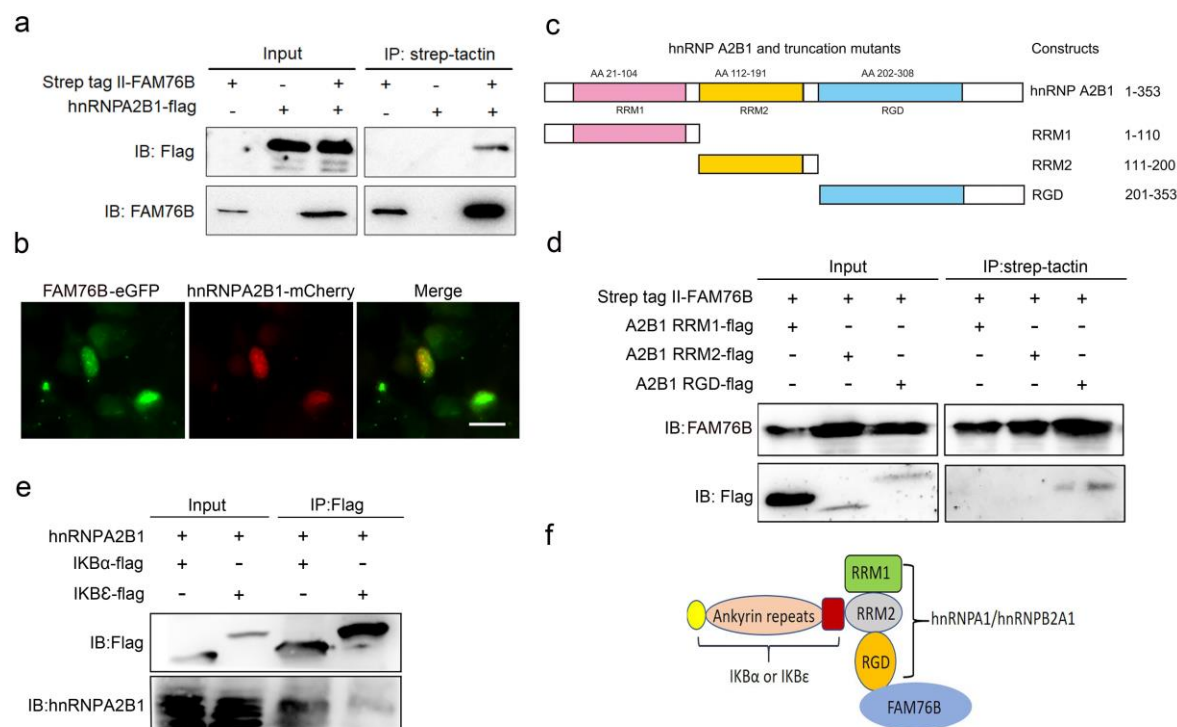 a
Input IP: strep-tactin
Strep tag II-FAM76B + - + + - +
hnRNPA2B1-flag - + + - + +
IB: Flag
IB: FAM76B
b
FAM76B-eGFP hnRNPA2B1-mCherry Merge
c
hnRNP A2B1 and truncation mutants Constructs
AA 21-104 AA 112-191 AA 202-308
hnRNP A2B1 1-353
RRM1 RRM2 RGD
RRM1 1-110
RRM2 111-200
RGD 201-353
d
Input IP:strep-tactin
Strep tag II-FAM76B + + + + + +
A2B1 RRM1-flag + - - + - -
A2B1 RRM2-flag - + - - + -
A2B1 RGD-flag - - + - - +
IB:FAM76B
IB: Flag
e
Input IP:Flag
hnRNPA2B1 + + + +
IKBα-flag + - + -
IKBƐ-flag - + - +
IB:Flag
IB:hnRNPA2B1
f
RRM1
Ankyrin repeats RRM2 hnRNPA1/hnRNPB2A1
RGD
IKBα or IKBε
FAM76B